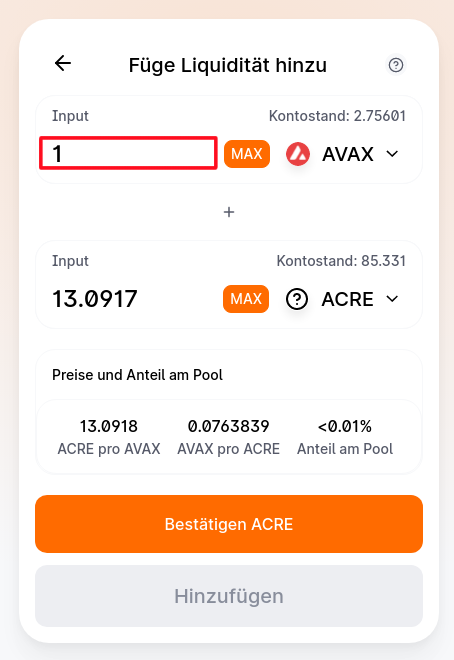 Füge Liquidität hinzu
Input Kontostand: 2.75601
1 MAX AVAX
+
Input Kontostand: 85.331
13.0917 MAX ACRE
Preise und Anteil am Pool
13.0918 0.0763839 <0.01%
ACRE pro AVAX AVAX pro ACRE Anteil am Pool
Bestätigen ACRE
Hinzufügen